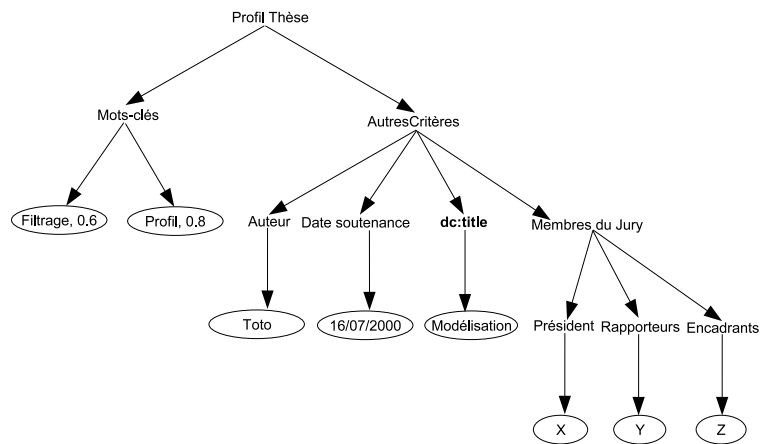 Profil Thèse
Mots-clés
AutresCritères
Filtrage, 0.6
Profil, 0.8
Auteur
Date soutenance
dc:title
Membres du Jury
Toto
16/07/2000
Modélisation
Président
Rapporteurs
Encadrants
X
Y
Z